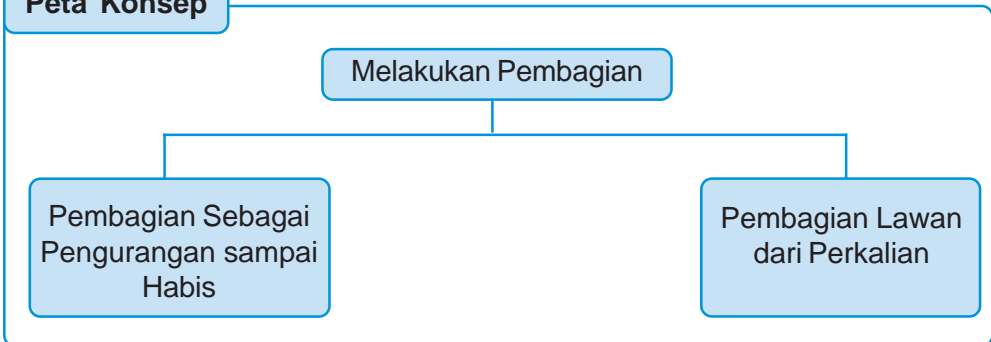 Peta Konsep
Melakukan Pembagian
Pembagian Sebagai
Pengurangan sampai
Habis
Pembagian Lawan
dari Perkalian